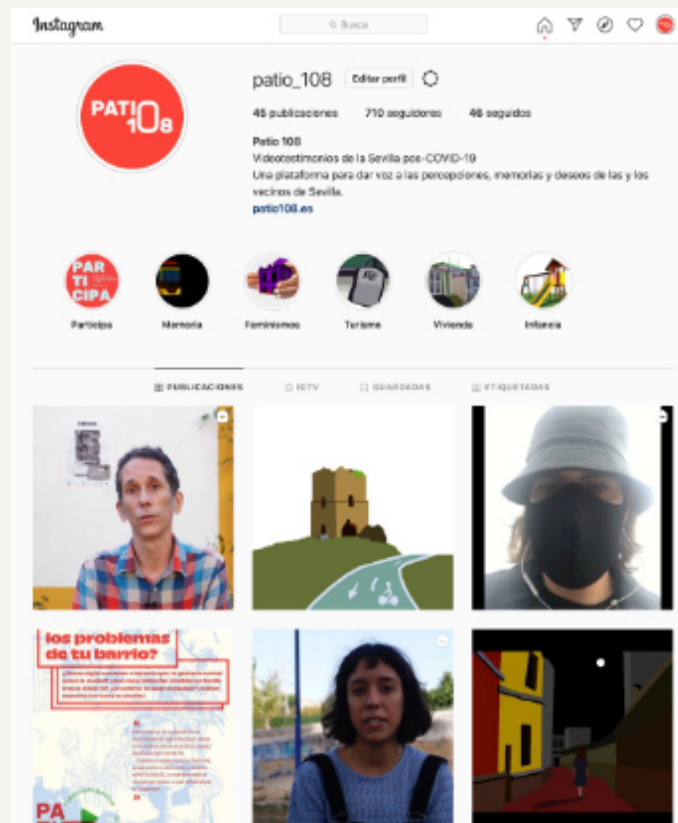 Instagram
Busca
PATIO
108
patio_108 Editar perfil
45 publicaciones 710 seguidores 46 seguidos
Patio 108
Videotestimonios de la Sevilla pos-COVID-19
Una plataforma para dar voz a las percepciones, memorias y deseos de las y los
vecinos de Sevilla.
patio108.es
PAR
TI
CIPA
Participa Memoria Feminismos Turismo Vivienda Infancia
PUBLICACIONES IGTV GUARDADAS ETIQUETADAS
los problemas
de tu barrio?
PA